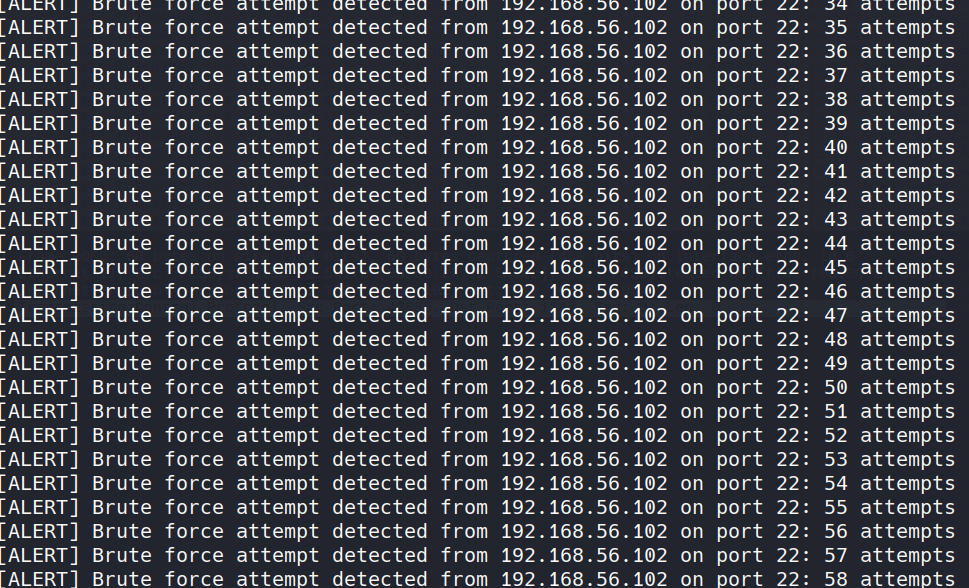 [ALERT] Brute force attempt detected from 192.168.56.102 on port 22: 34 attempts
[ALERT] Brute force attempt detected from 192.168.56.102 on port 22: 35 attempts
[ALERT] Brute force attempt detected from 192.168.56.102 on port 22: 36 attempts
[ALERT] Brute force attempt detected from 192.168.56.102 on port 22: 37 attempts
[ALERT] Brute force attempt detected from 192.168.56.102 on port 22: 38 attempts
[ALERT] Brute force attempt detected from 192.168.56.102 on port 22: 39 attempts
[ALERT] Brute force attempt detected from 192.168.56.102 on port 22: 40 attempts
[ALERT] Brute force attempt detected from 192.168.56.102 on port 22: 41 attempts
[ALERT] Brute force attempt detected from 192.168.56.102 on port 22: 42 attempts
[ALERT] Brute force attempt detected from 192.168.56.102 on port 22: 43 attempts
[ALERT] Brute force attempt detected from 192.168.56.102 on port 22: 44 attempts
[ALERT] Brute force attempt detected from 192.168.56.102 on port 22: 45 attempts
[ALERT] Brute force attempt detected from 192.168.56.102 on port 22: 46 attempts
[ALERT] Brute force attempt detected from 192.168.56.102 on port 22: 47 attempts
[ALERT] Brute force attempt detected from 192.168.56.102 on port 22: 48 attempts
[ALERT] Brute force attempt detected from 192.168.56.102 on port 22: 49 attempts
[ALERT] Brute force attempt detected from 192.168.56.102 on port 22: 50 attempts
[ALERT] Brute force attempt detected from 192.168.56.102 on port 22: 51 attempts
[ALERT] Brute force attempt detected from 192.168.56.102 on port 22: 52 attempts
[ALERT] Brute force attempt detected from 192.168.56.102 on port 22: 53 attempts
[ALERT] Brute force attempt detected from 192.168.56.102 on port 22: 54 attempts
[ALERT] Brute force attempt detected from 192.168.56.102 on port 22: 55 attempts
[ALERT] Brute force attempt detected from 192.168.56.102 on port 22: 56 attempts
[ALERT] Brute force attempt detected from 192.168.56.102 on port 22: 57 attempts
[ALERT] Brute force attempt detected from 192.168.56.102 on port 22: 58 attempts